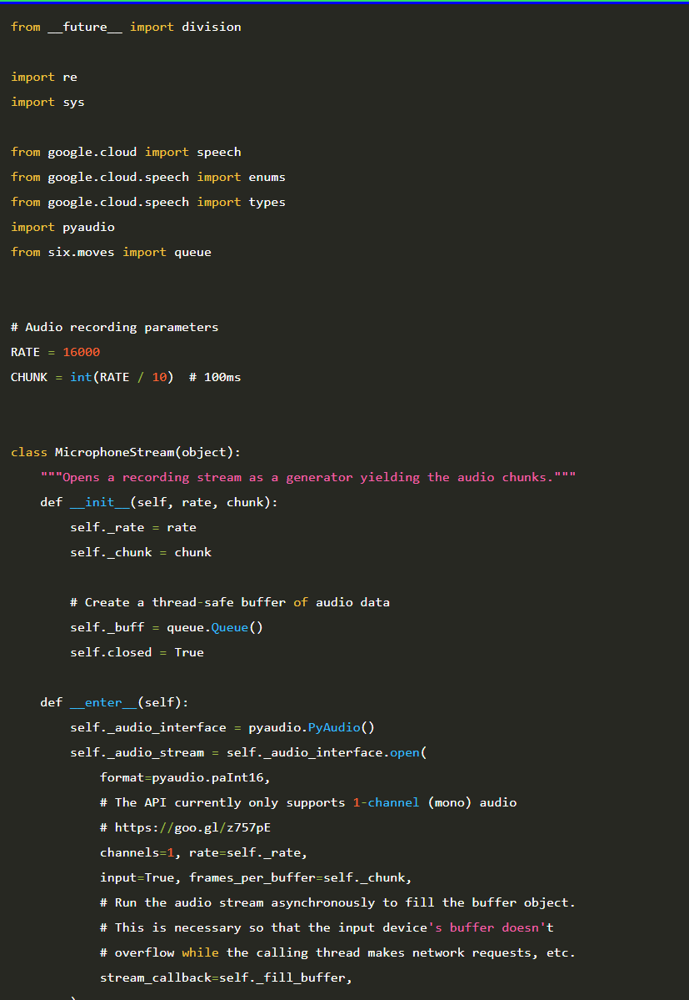 from __future__ import division
import re
import sys
from google.cloud import speech
from google.cloud.speech import enums
from google.cloud.speech import types
import pyaudio
from six.moves import queue
# Audio recording parameters
RATE = 16000
CHUNK = int(RATE / 10)  # 100ms
class MicrophoneStream(object):
    """Opens a recording stream as a generator yielding the audio chunks."""
    def __init__(self, rate, chunk):
        self._rate = rate
        self._chunk = chunk
        # Create a thread-safe buffer of audio data
        self._buff = queue.Queue()
        self.closed = True
    def __enter__(self):
        self._audio_interface = pyaudio.PyAudio()
        self._audio_stream = self._audio_interface.open(
            format=pyaudio.paInt16,
            # The API currently only supports 1-channel (mono) audio
            # https://goo.gl/z757pE
            channels=1, rate=self._rate,
            input=True, frames_per_buffer=self._chunk,
            # Run the audio stream asynchronously to fill the buffer object.
            # This is necessary so that the input device's buffer doesn't
            # overflow while the calling thread makes network requests, etc.
            stream_callback=self._fill_buffer,